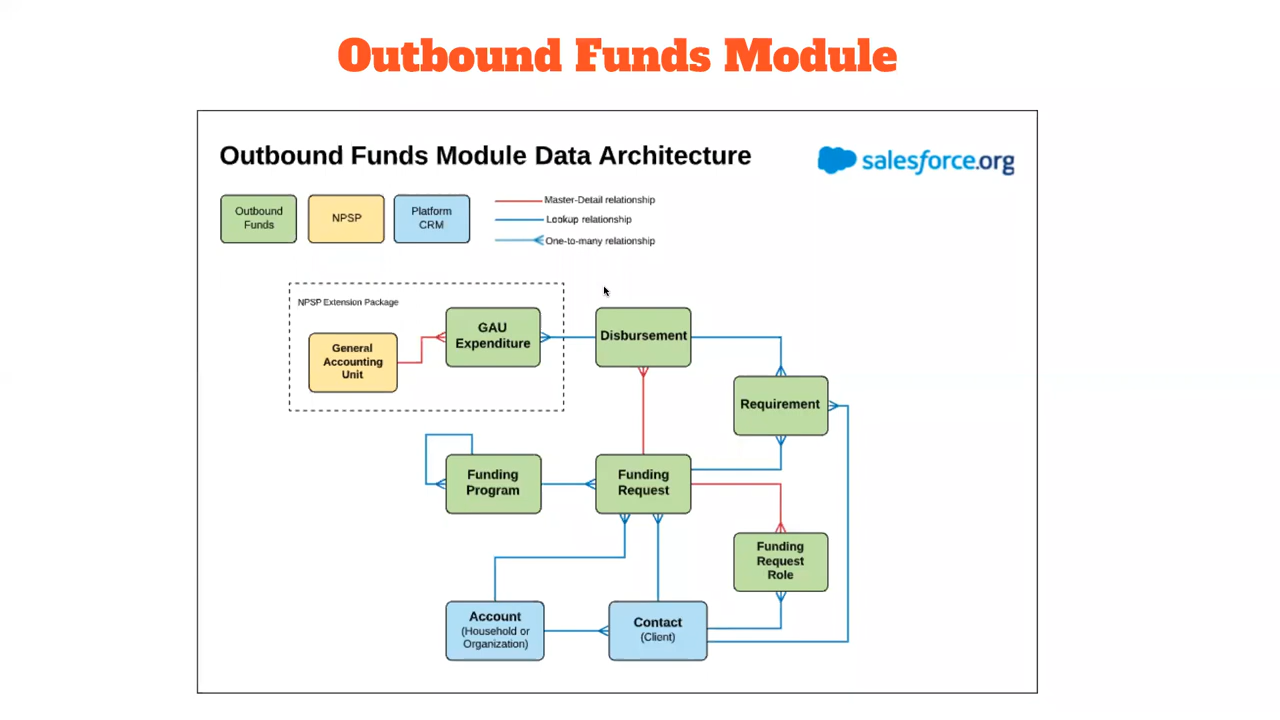 Outbound Funds Module
Outbound Funds Module Data Architecture
salesforce.org
Outbound
Funds
NPSP
Platform
CRM
Master-Detail relationship
Lookup relationship
One-to-many relationship
NPSP Extension Package
General
Accounting
Unit
GAU
Expenditure
Disbursement
Requirement
Funding
Program
Funding
Request
Funding
Request
Role
Account
(Household or
Organization)
Contact
(Client)